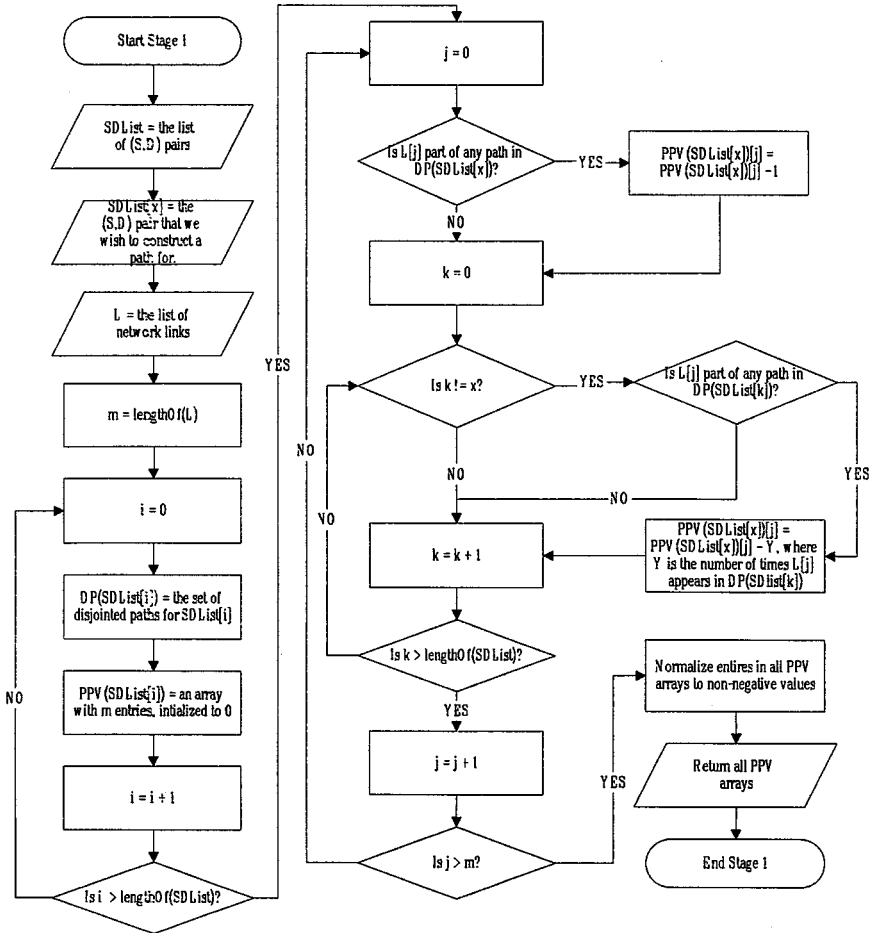 Start Stage 1
SDList = the list
of (S,D) pairs
SDList[x] = the
(S,D) pair that we
wish to construct a
path for.
L = the list of
network links
m = lengthOf(L)
i = 0
DP(SDList[i]) = the set of
disjointed paths for SDList[i]
PPV(SDList[i]) = an array
with m entries, intialized to 0
i = i + 1
Is i > lengthOf(SDList)?
NO
YES
j = 0
Is L[j] part of any path in
DP(SDList[x])?
YES
PPV(SDList[x])[j] =
PPV(SDList[x])[j] - 1
NO
k = 0
Is k != x?
YES
Is L[j] part of any path in
DP(SDList[k])?
NO
NO
YES
k = k + 1
PPV(SDList[x])[j] =
PPV(SDList[x])[j] - Y, where
Y is the number of times L[j]
appears in DP(SDlist[k])
Is k > lengthOf(SDList)?
NO
YES
j = j + 1
Is j > m?
NO
YES
Normalize entires in all PPV
arrays to non-negative values
Return all PPV
arrays
End Stage 1